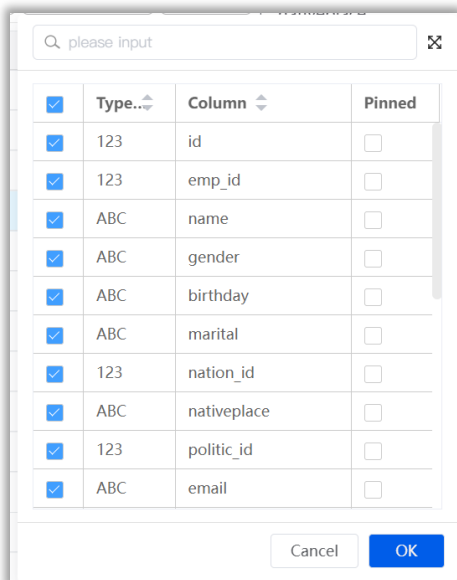 please input
Type.. Column Pinned
123 id
123 emp_id
ABC name
ABC gender
ABC birthday
ABC marital
123 nation_id
ABC nativeplace
123 politic_id
ABC email
Cancel OK